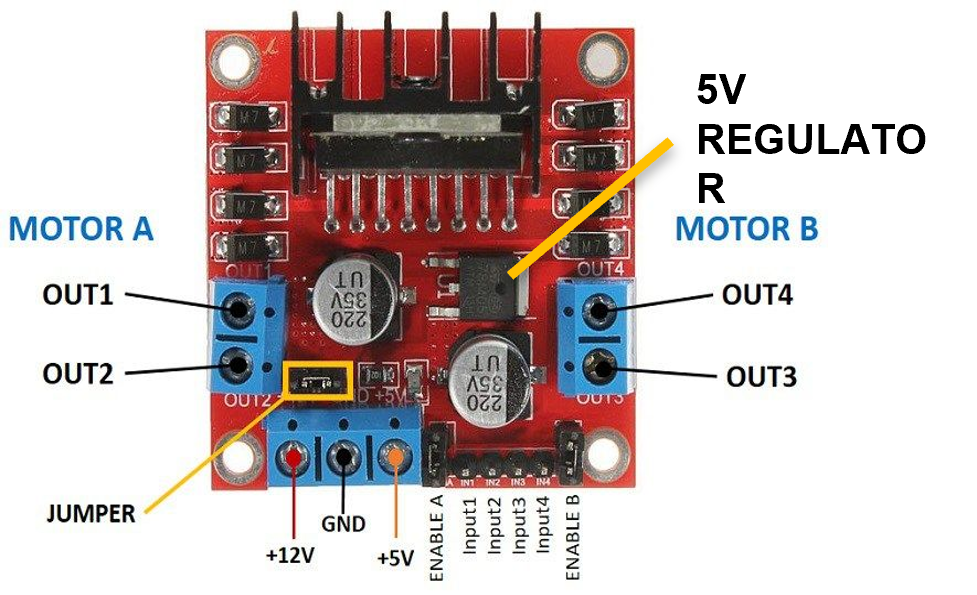 5V
REGULATO
R
MOTOR A
MOTOR B
OUT1
OUT2
OUT4
OUT3
M7
M7
M7
M7
M7
M7
M7
M7
OUT1
OUT4
OUT2
OUT3
220
35V
UT
220
35V
UT
U1
+5V
A
IN1
IN2
IN3
IN4
JUMPER
+12V
GND
+5V
ENABLE A
Input1
Input2
Input3
Input4
ENABLE B